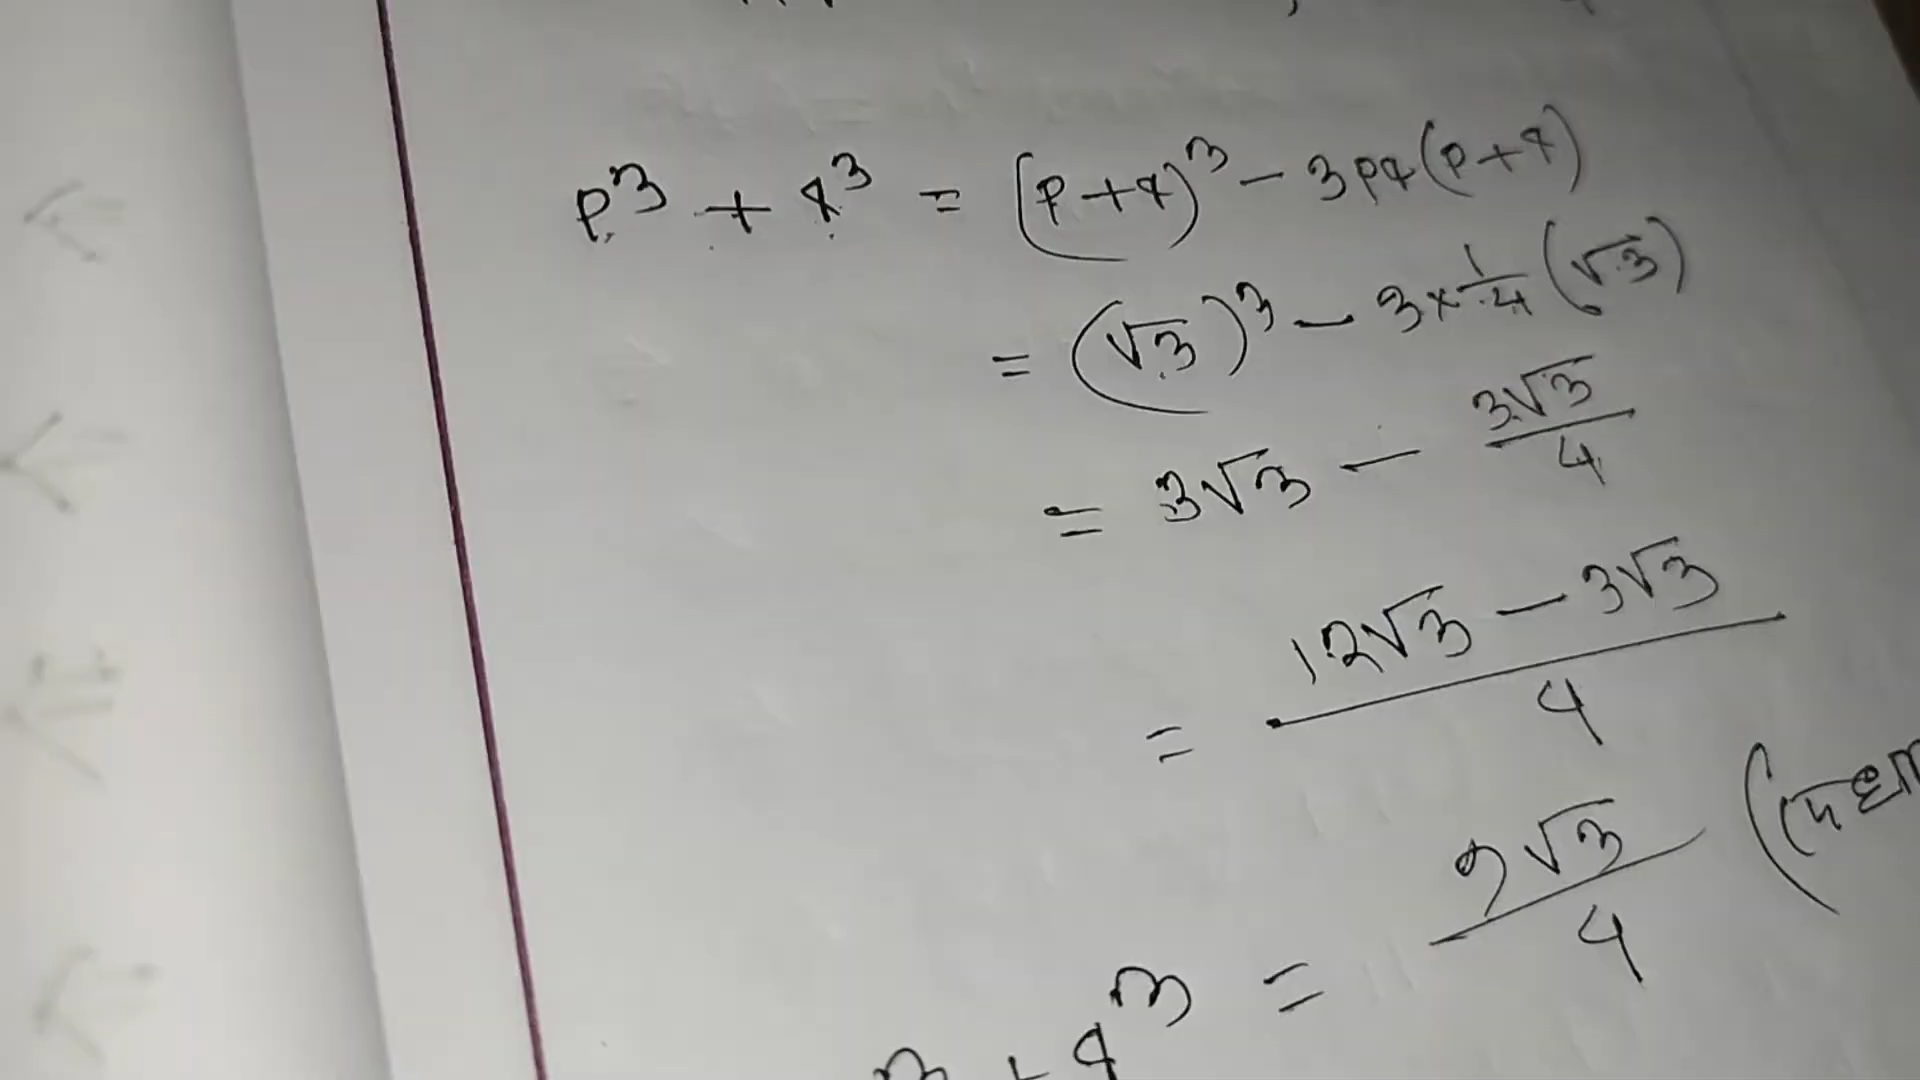 p³ + q³ = (p+q)³ - 3pq(p+q)
= (√3)³ - 3×1/4(√3)
= 3√3 - 3√3/4
= 12√3 - 3√3/4
= 9√3/4
+ q³